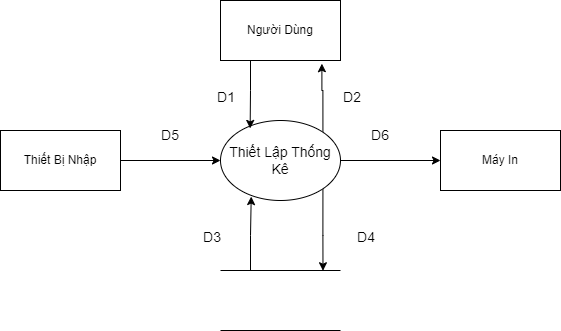 Người Dùng
D1
D2
D5
D6
Thiết Bị Nhập
Thiết Lập Thống
Kê
Máy In
D3
D4